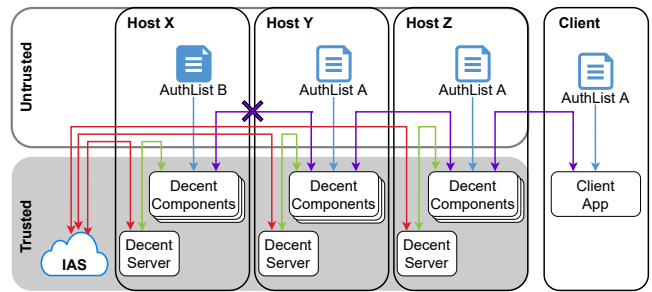 Host X
Host Y
Host Z
Client
Untrusted
AuthList B
AuthList A
AuthList A
AuthList A
Trusted
Decent
Components
Decent
Components
Decent
Components
Client
App
Decent
Server
Decent
Server
Decent
Server
IAS